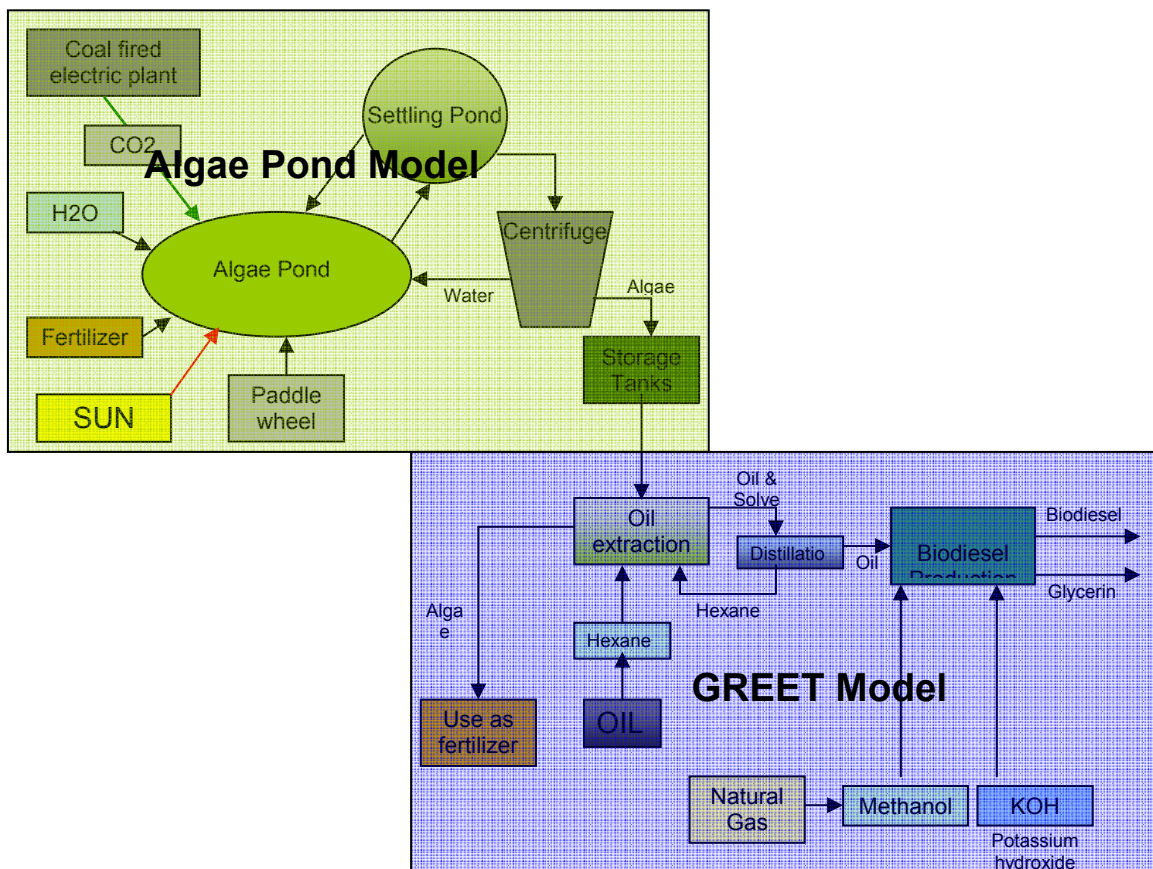 Coal fired
electric plant
CO2
Settling Pond
Algae Pond Model
H2O
Algae Pond
Centrifuge
Water
Algae
Fertilizer
SUN
Paddle
wheel
Storage
Tanks
Oil &
Solve
Oil
extraction
Distillatio
Oil
Biodiesel
Production
Biodiesel
Glycerin
Hexane
Alga
e
Hexane
GREET Model
Use as
fertilizer
OIL
Natural
Gas
Methanol
KOH
Potassium
hydroxide